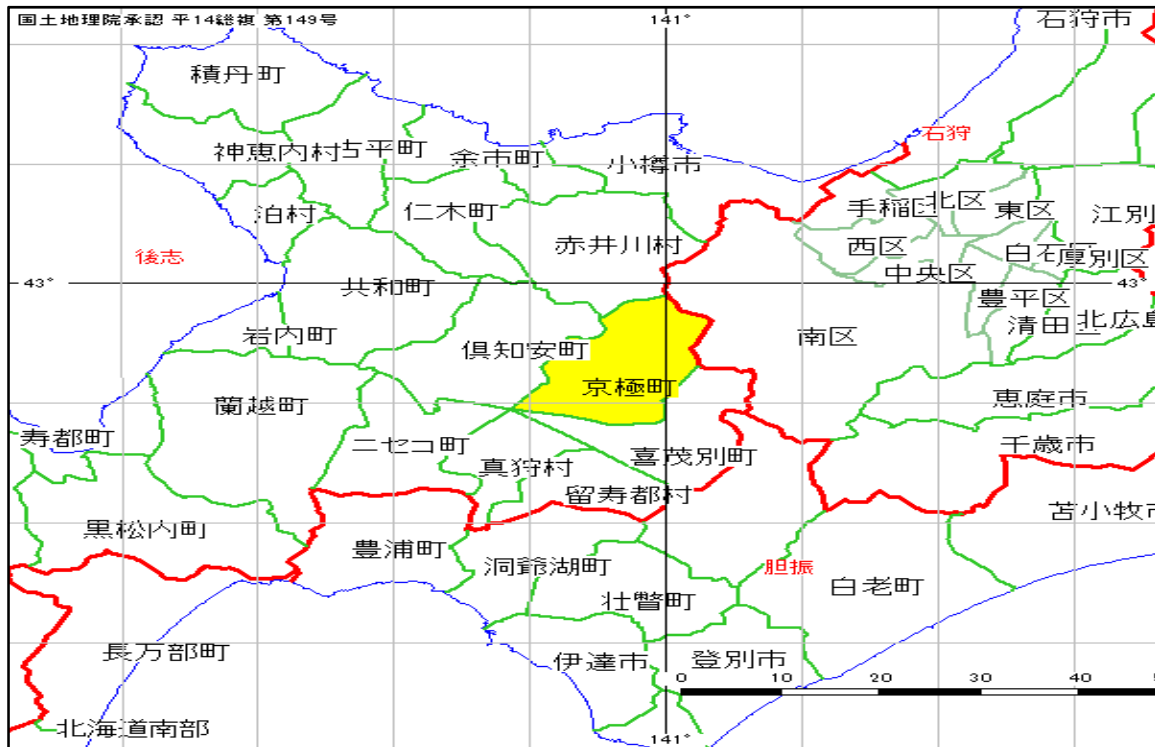 国土地理院承認 平14総複 第149号
141°
石狩市
積丹町
石狩
神恵内村
古平町
余市町
小樽市
泊村
仁木町
手稲区
北区
東区
江別
赤井川村
西区
白石区
厚別区
後志
中央区
43°
43°
共和町
豊平区
岩内町
倶知安町
南区
清田
北広島
京極町
蘭越町
恵庭市
寿都町
ニセコ町
千歳市
真狩村
喜茂別町
留寿都村
苫小牧市
黒松内町
豊浦町
洞爺湖町
胆振
白老町
壮瞥町
長万部町
伊達市
登別市
0 10 20 30 40
北海道南部
141°